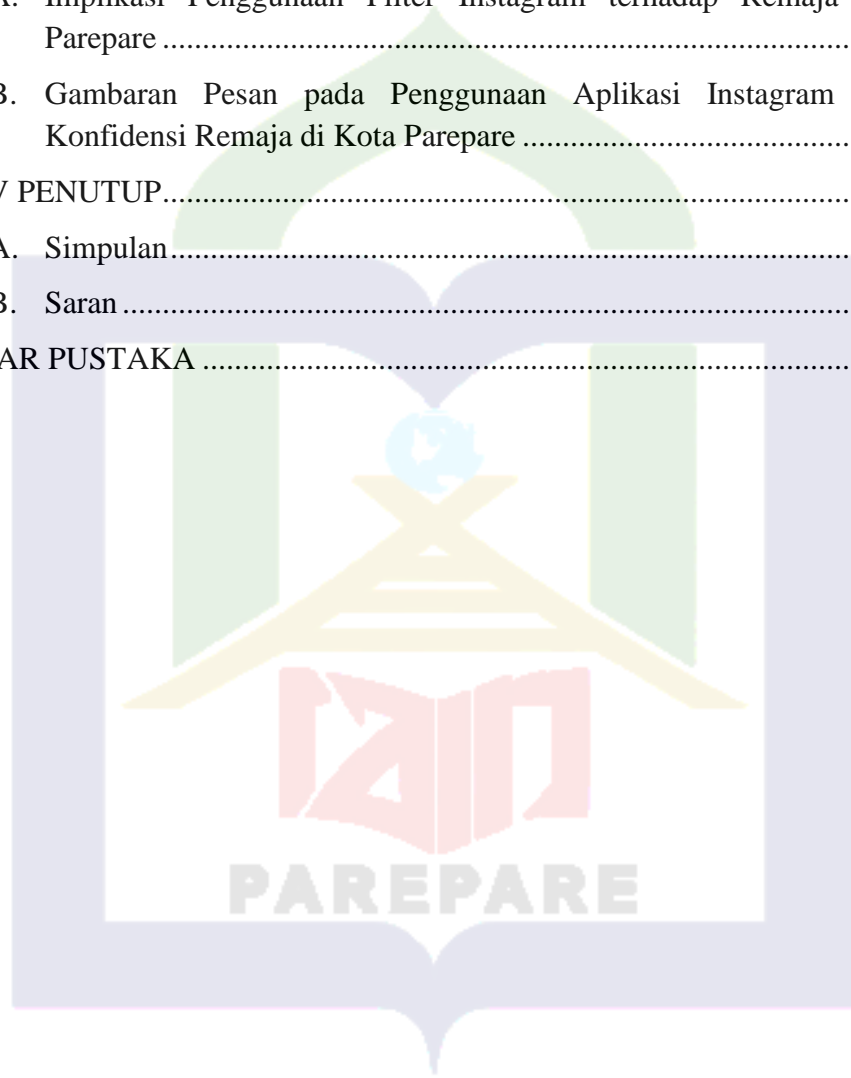 Implikasi Penggunaan Filter Instagram terhadap Remaja
Parepare ................................................................................
B. Gambaran Pesan pada Penggunaan Aplikasi Instagram
Konfidensi Remaja di Kota Parepare ........................................
V PENUTUP................................................................................
A. Simpulan................................................................................
B. Saran ................................................................................
AR PUSTAKA ................................................................................
iain
PAREPARE